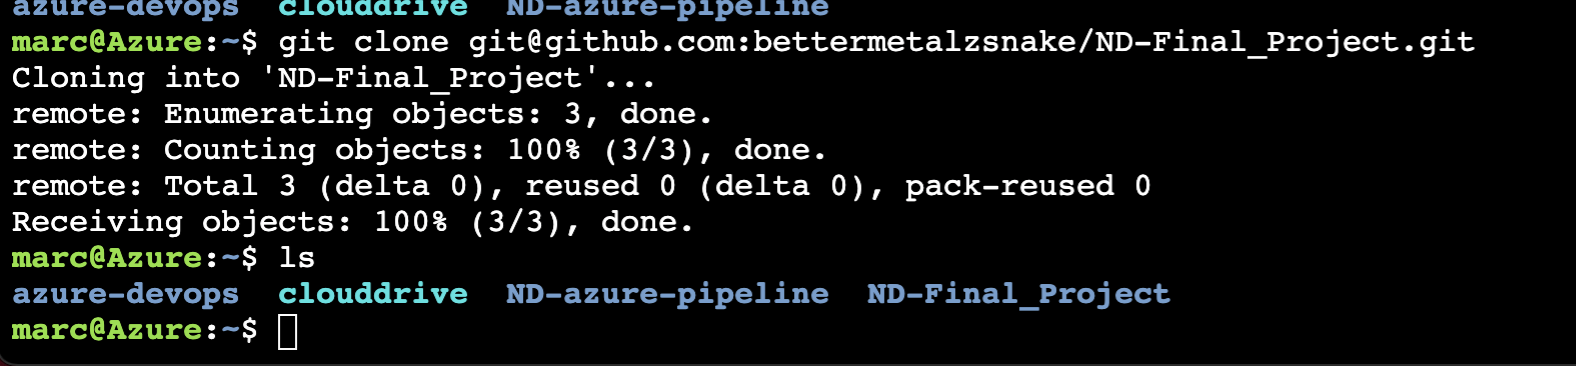 azure-devops  clouddrive  ND-azure-pipeline
marc@Azure:~$ git clone git@github.com:bettermetalzsnake/ND-Final_Project.git
Cloning into 'ND-Final_Project'...
remote: Enumerating objects: 3, done.
remote: Counting objects: 100% (3/3), done.
remote: Total 3 (delta 0), reused 0 (delta 0), pack-reused 0
Receiving objects: 100% (3/3), done.
marc@Azure:~$ ls
azure-devops  clouddrive  ND-azure-pipeline  ND-Final_Project
marc@Azure:~$